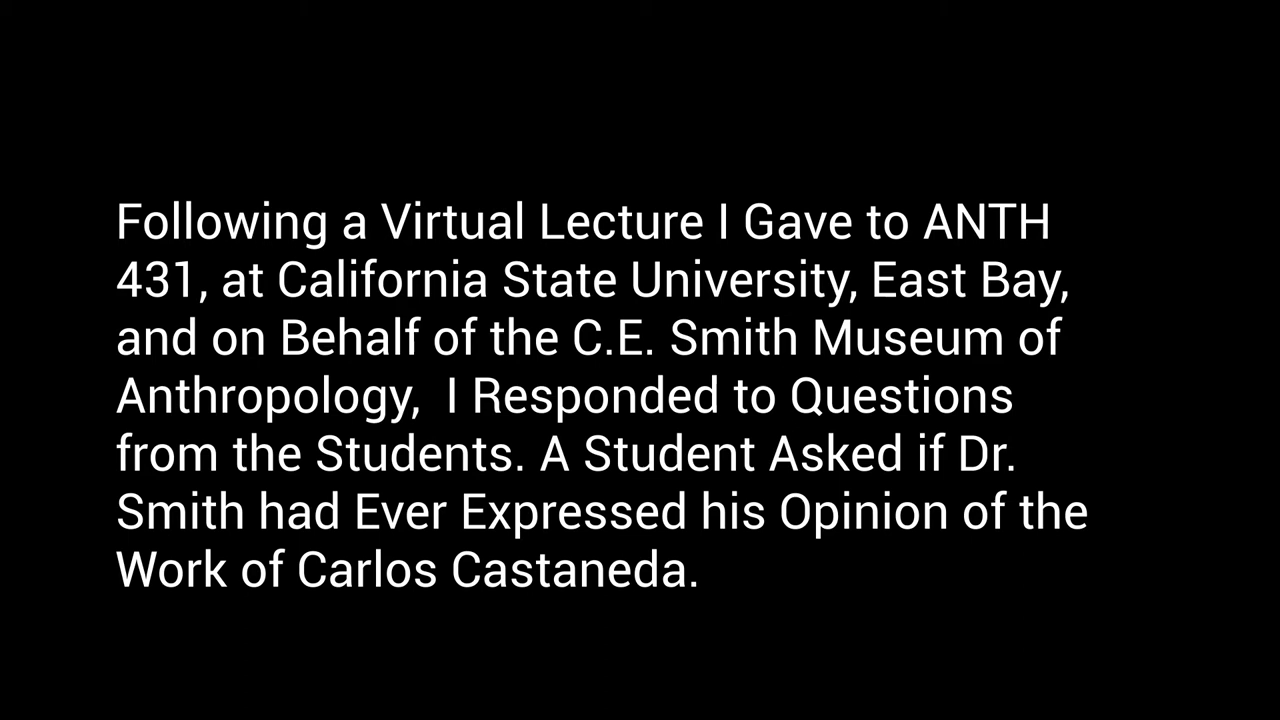 Following a Virtual Lecture I Gave to ANTH
431, at California State University, East Bay,
and on Behalf of the C.E. Smith Museum of
Anthropology,  I Responded to Questions
from the Students. A Student Asked if Dr.
Smith had Ever Expressed his Opinion of the
Work of Carlos Castaneda.